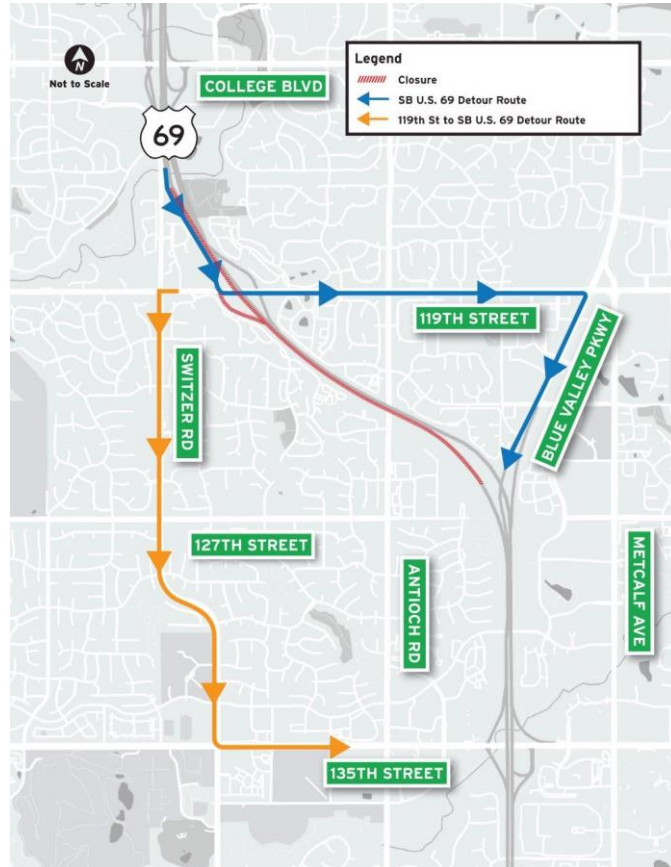 N
Not to Scale
COLLEGE BLVD
Legend
Closure
SB U.S. 69 Detour Route
119th St to SB U.S. 69 Detour Route
69
119TH STREET
BLUE VALLEY PKWY
SWITZER RD
127TH STREET
ANTIOCH RD
METCALF AVE
135TH STREET